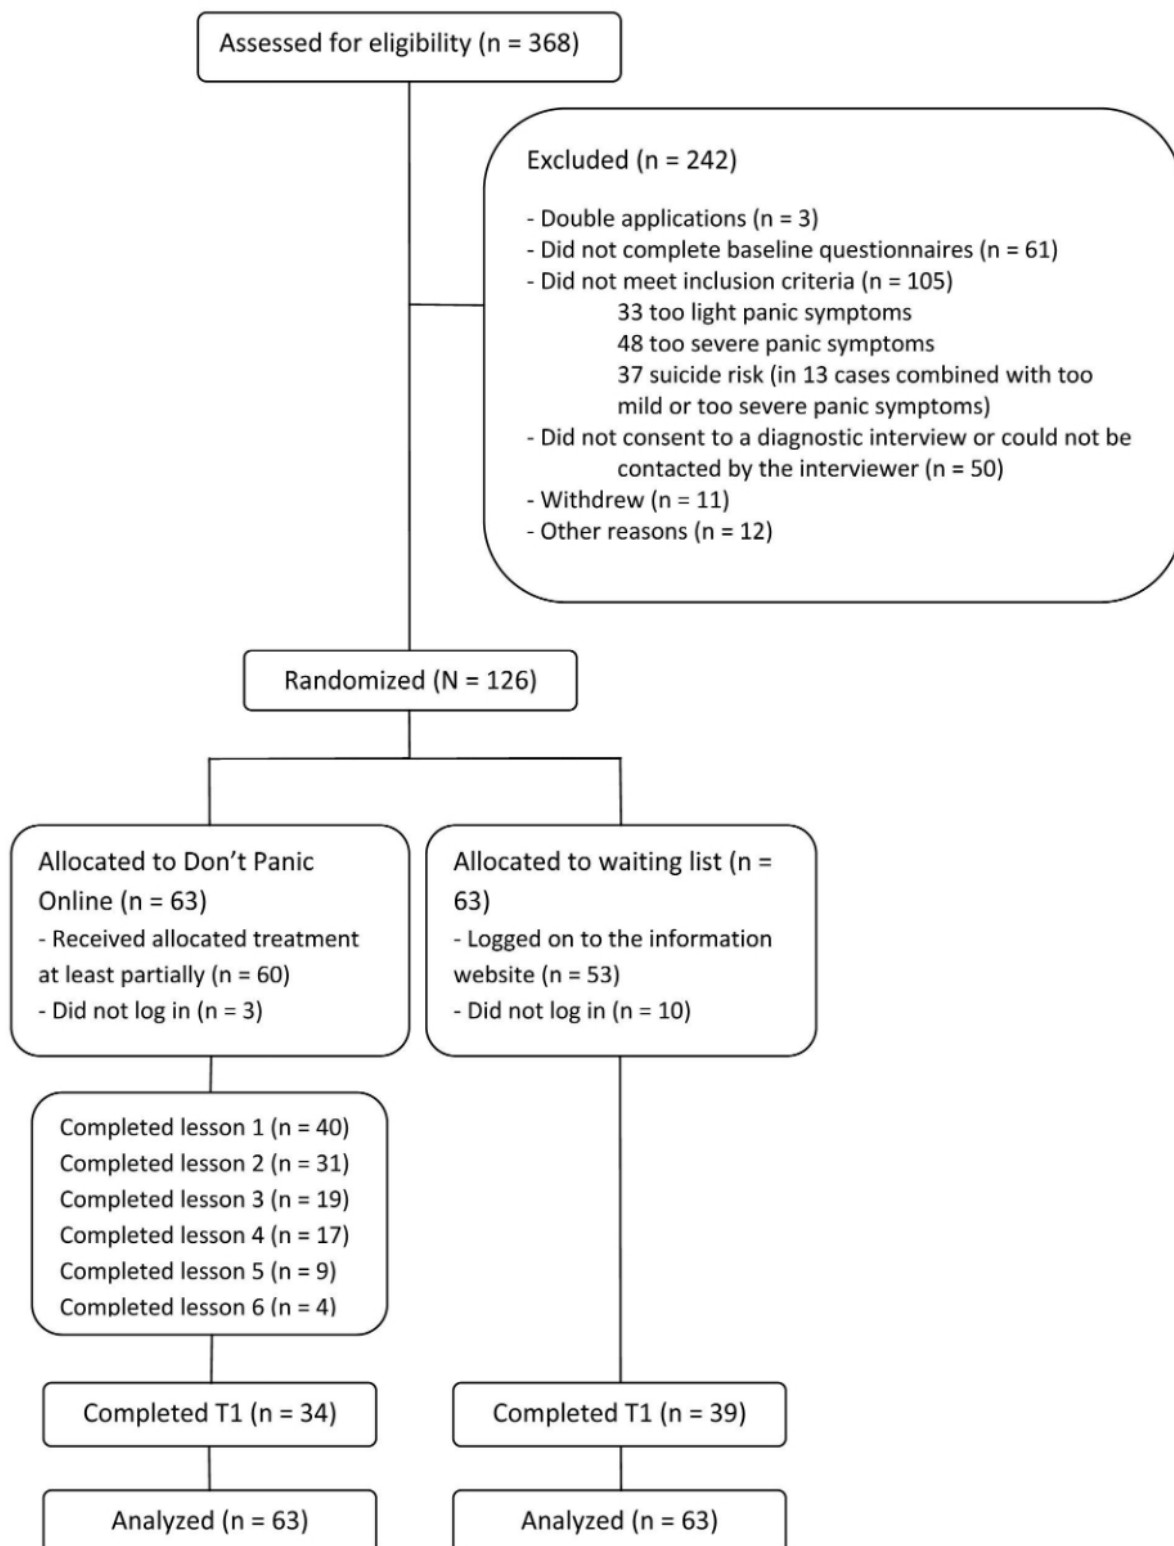 Assessed for eligibility (n = 368)
Excluded (n = 242)
- Double applications (n = 3)
- Did not complete baseline questionnaires (n = 61)
- Did not meet inclusion criteria (n = 105)
33 too light panic symptoms
48 too severe panic symptoms
37 suicide risk (in 13 cases combined with too
mild or too severe panic symptoms)
- Did not consent to a diagnostic interview or could not be
contacted by the interviewer (n = 50)
- Withdrew (n = 11)
- Other reasons (n = 12)
Randomized (N = 126)
Allocated to Don’t Panic
Online (n = 63)
- Received allocated treatment
at least partially (n = 60)
- Did not log in (n = 3)
Allocated to waiting list (n =
63)
- Logged on to the information
website (n = 53)
- Did not log in (n = 10)
Completed lesson 1 (n = 40)
Completed lesson 2 (n = 31)
Completed lesson 3 (n = 19)
Completed lesson 4 (n = 17)
Completed lesson 5 (n = 9)
Completed lesson 6 (n = 4)
Completed T1 (n = 34)
Completed T1 (n = 39)
Analyzed (n = 63)
Analyzed (n = 63)